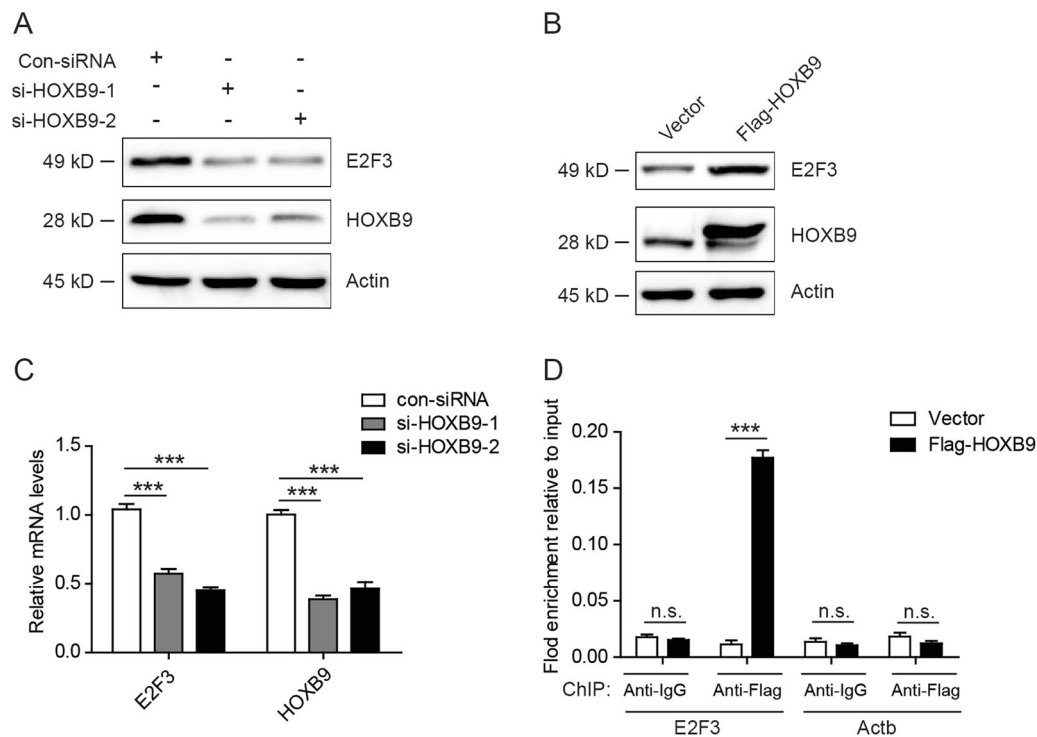 A
Con-siRNA + - -
si-HOXB9-1 - + -
si-HOXB9-2 - - +
49 kD E2F3
28 kD HOXB9
45 kD Actin
B
Vector Flag-HOXB9
49 kD E2F3
28 kD HOXB9
45 kD Actin
C
con-siRNA
si-HOXB9-1
si-HOXB9-2
Relative mRNA levels
1.5
1.0
0.5
0.0
*** ***
*** ***
E2F3 HOXB9
D
Vector
Flag-HOXB9
Flod enrichment relative to input
0.20
0.15
0.10
0.05
0.00
n.s. *** n.s. n.s.
ChIP: Anti-IgG Anti-Flag Anti-IgG Anti-Flag
E2F3 Actb